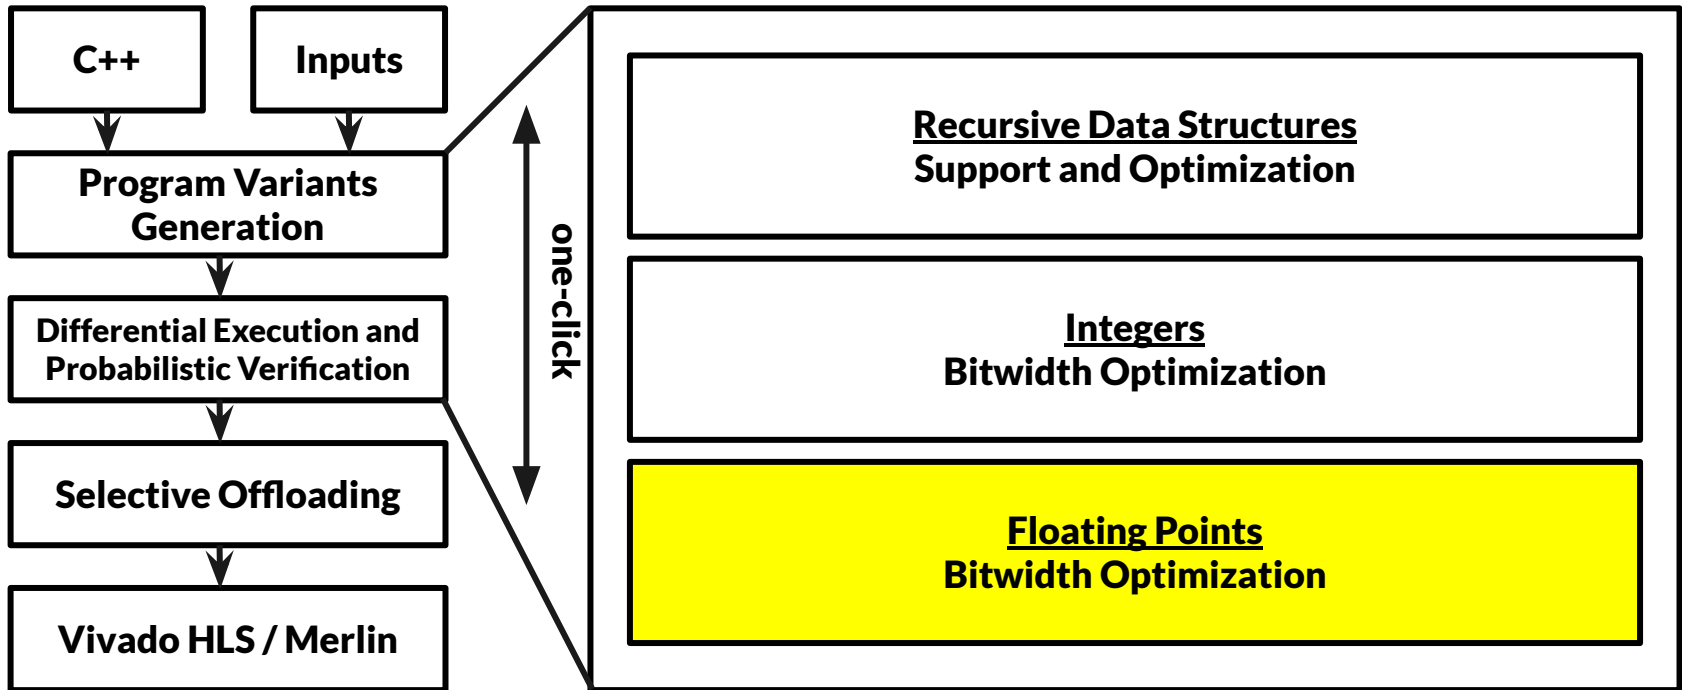 C++
Inputs
Program Variants
Generation
Differential Execution and
Probabilistic Verification
Selective Offloading
Vivado HLS / Merlin
one-click
Recursive Data Structures
Support and Optimization
Integers
Bitwidth Optimization
Floating Points
Bitwidth Optimization